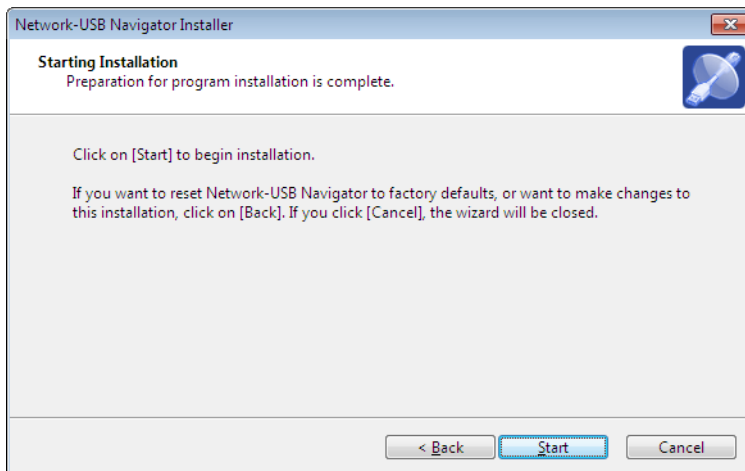 Network-USB Navigator Installer
Starting Installation
Preparation for program installation is complete.
Click on [Start] to begin installation.
If you want to reset Network-USB Navigator to factory defaults, or want to make changes to
this installation, click on [Back]. If you click [Cancel], the wizard will be closed.
< Back Start Cancel